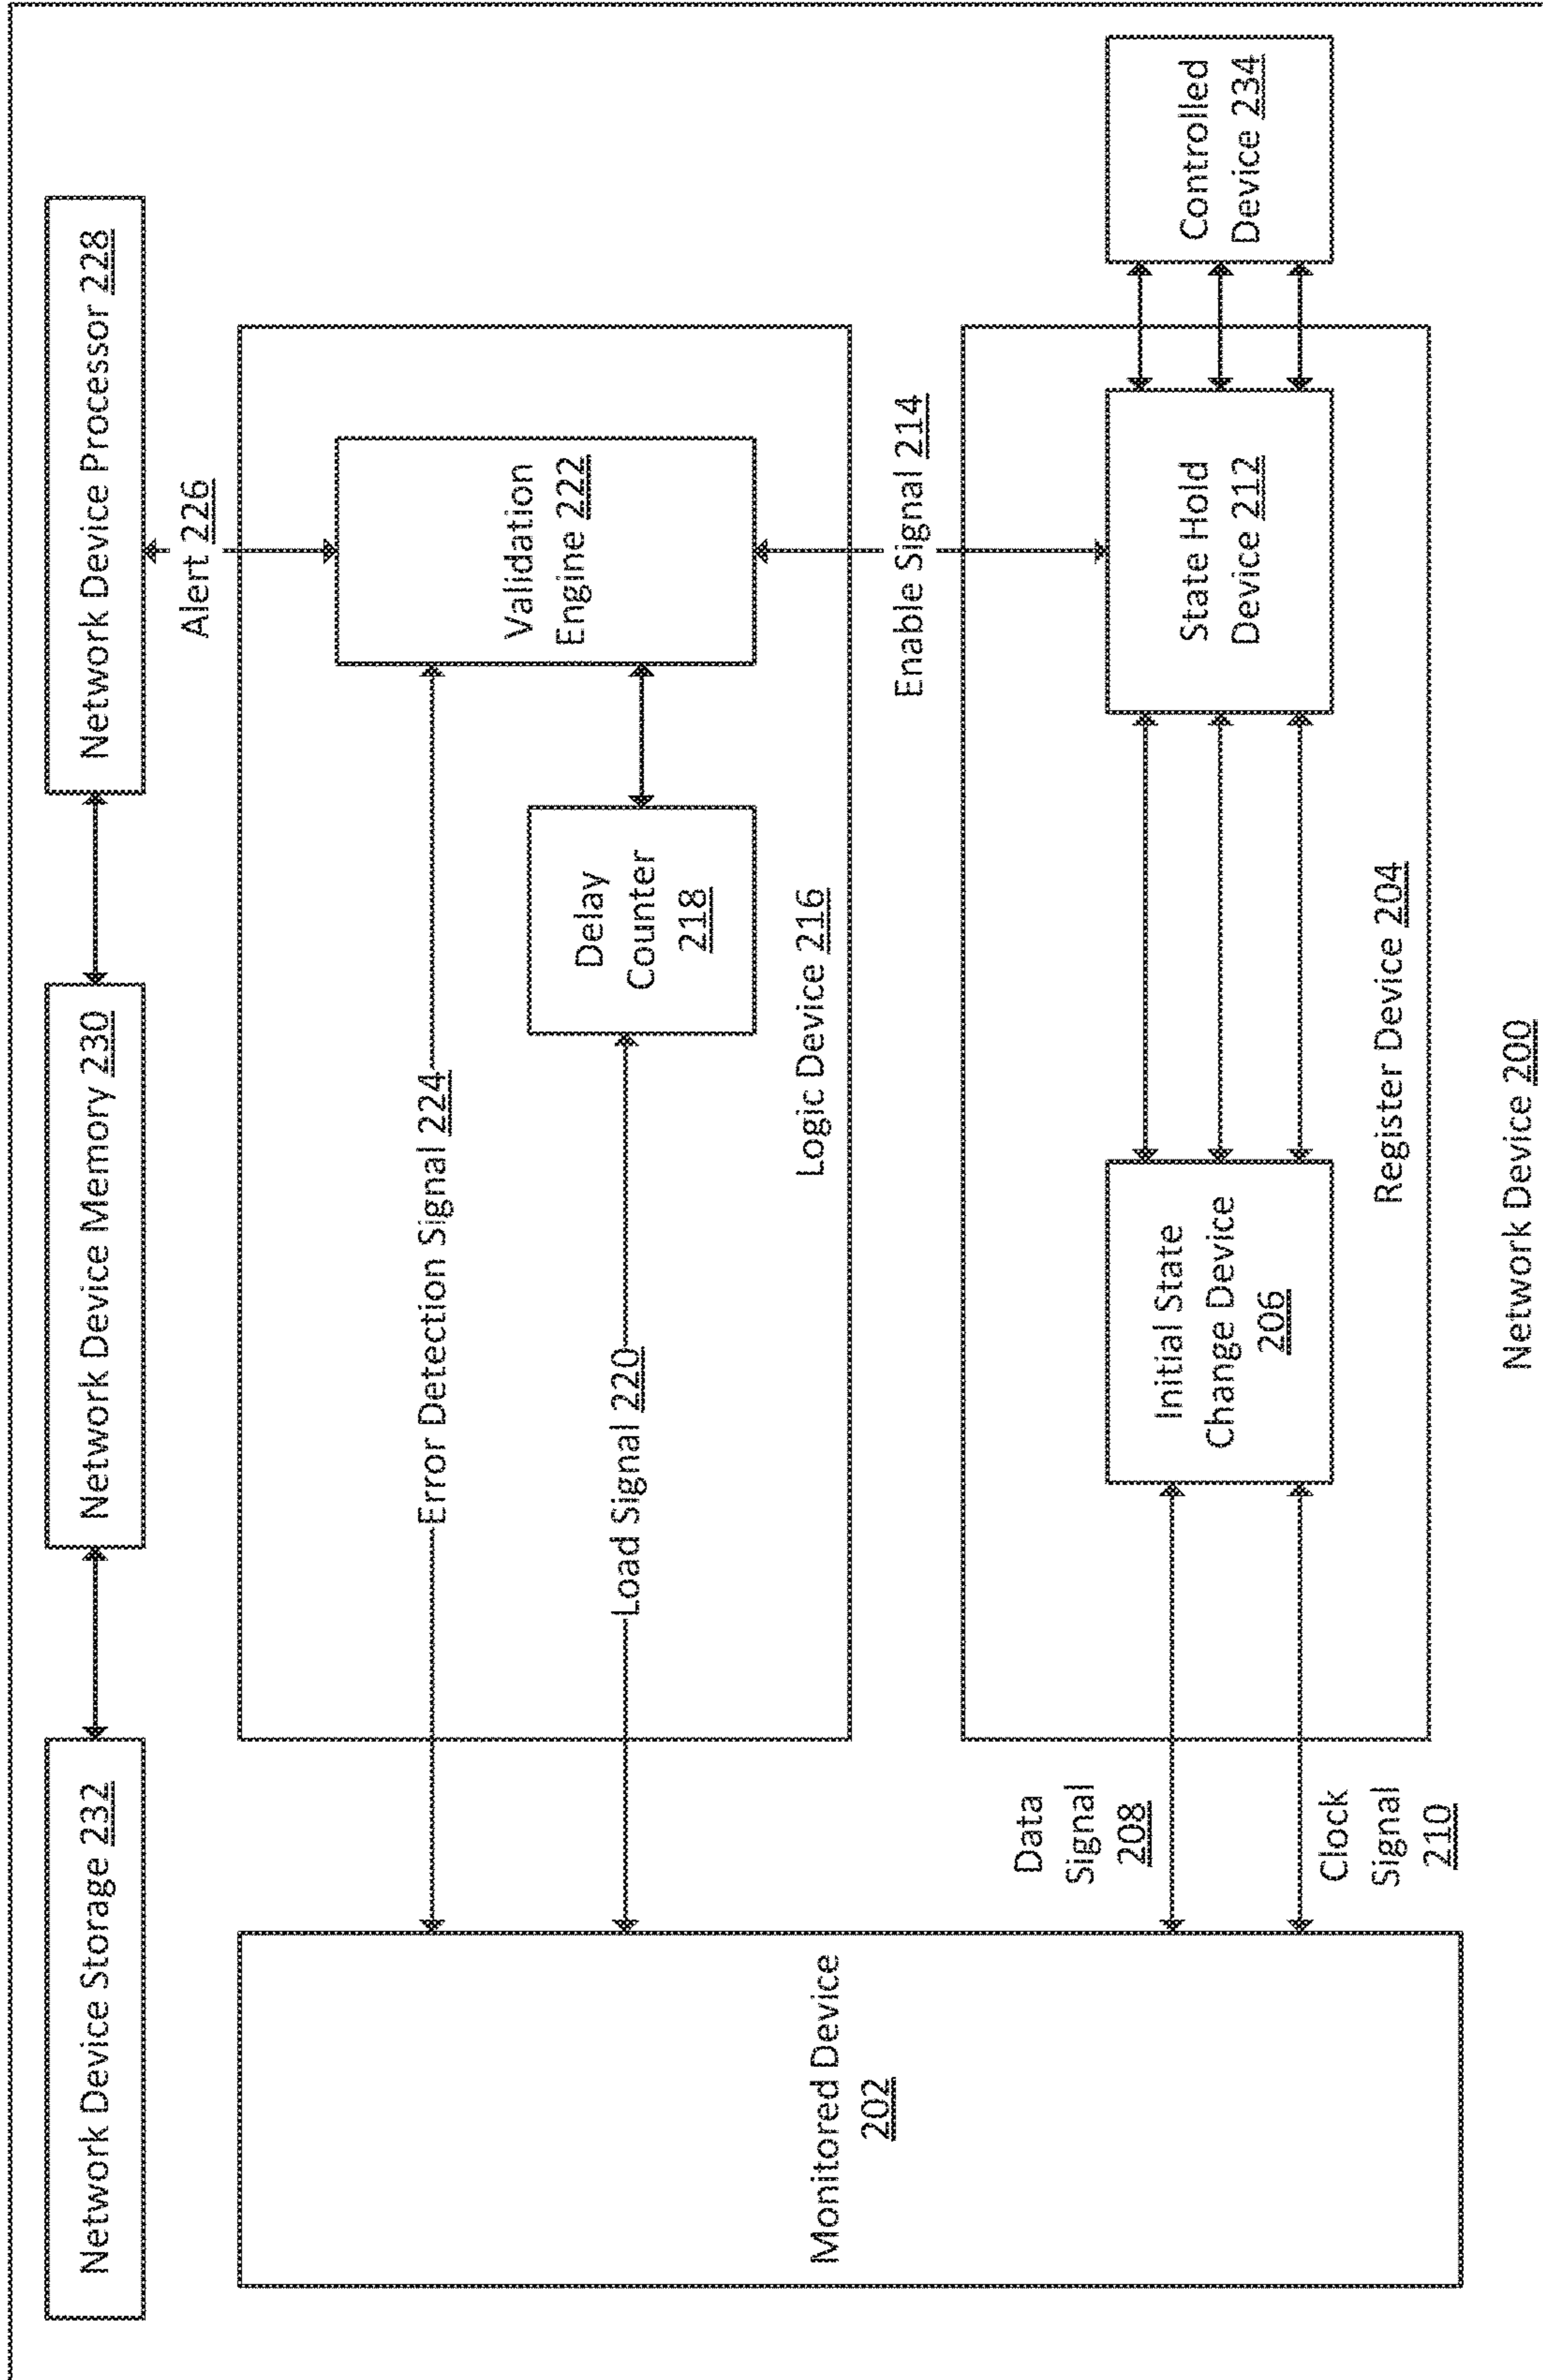 Network Device Storage 232
Network Device Memory 230
Network Device Processor 228
Alert 226
Monitored Device
202
Error Detection Signal 224
Load Signal 220
Delay
Counter
218
Validation
Engine 222
Logic Device 216
Enable Signal 214
Data
Signal
208
Clock
Signal
210
Initial State
Change Device
206
State Hold
Device 212
Controlled
Device 234
Register Device 204
Network Device 200